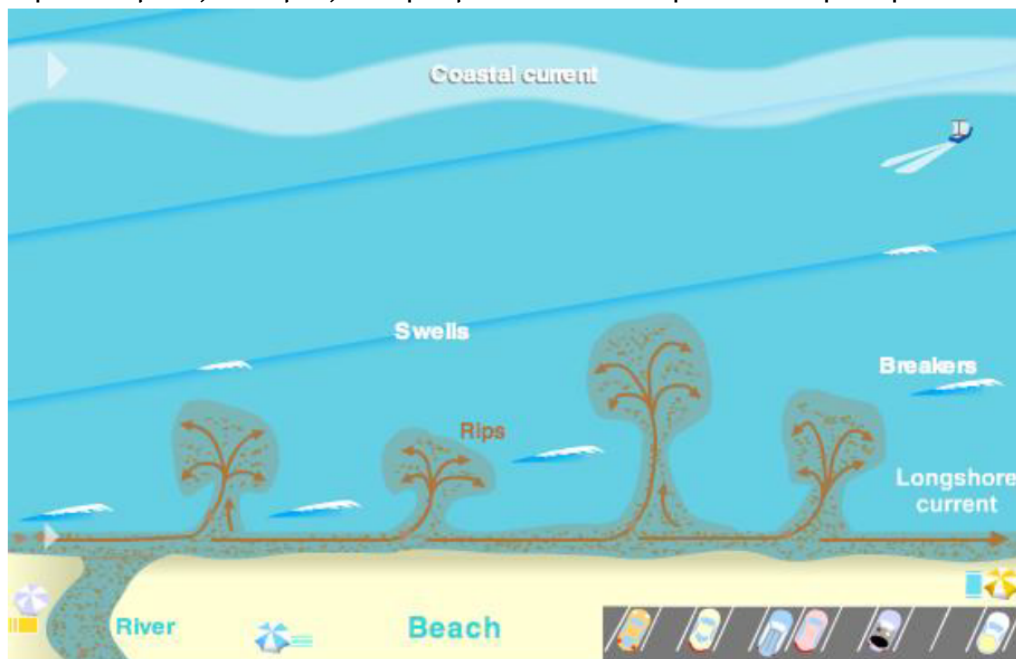 Coastal current
Swells
Breakers
Rips
Longshore
current
River
Beach